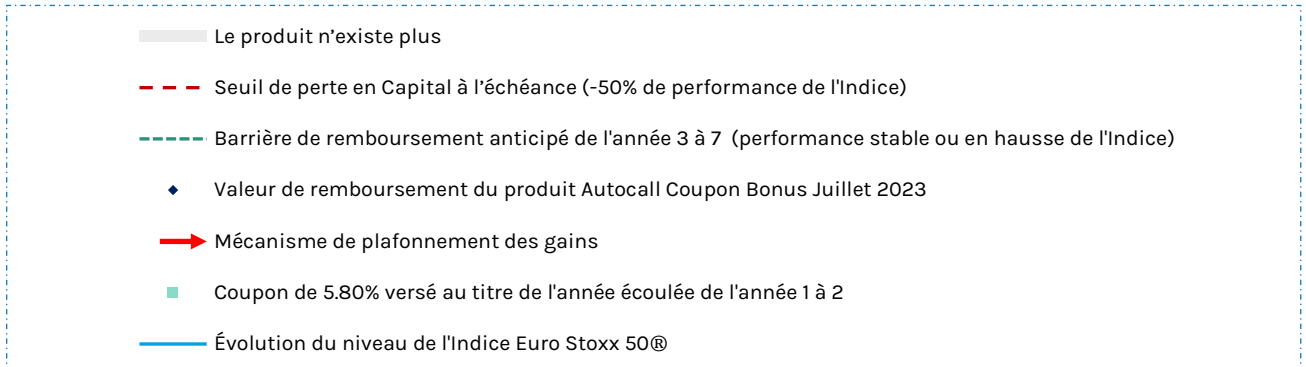 Le produit n’existe plus
Seuil de perte en Capital à l’échéance (-50% de performance de l'Indice)
Barrière de remboursement anticipé de l'année 3 à 7 (performance stable ou en hausse de l'Indice)
Valeur de remboursement du produit Autocall Coupon Bonus Juillet 2023
Mécanisme de plafonnement des gains
Coupon de 5.80% versé au titre de l'année écoulée de l'année 1 à 2
Évolution du niveau de l'Indice Euro Stoxx 50®